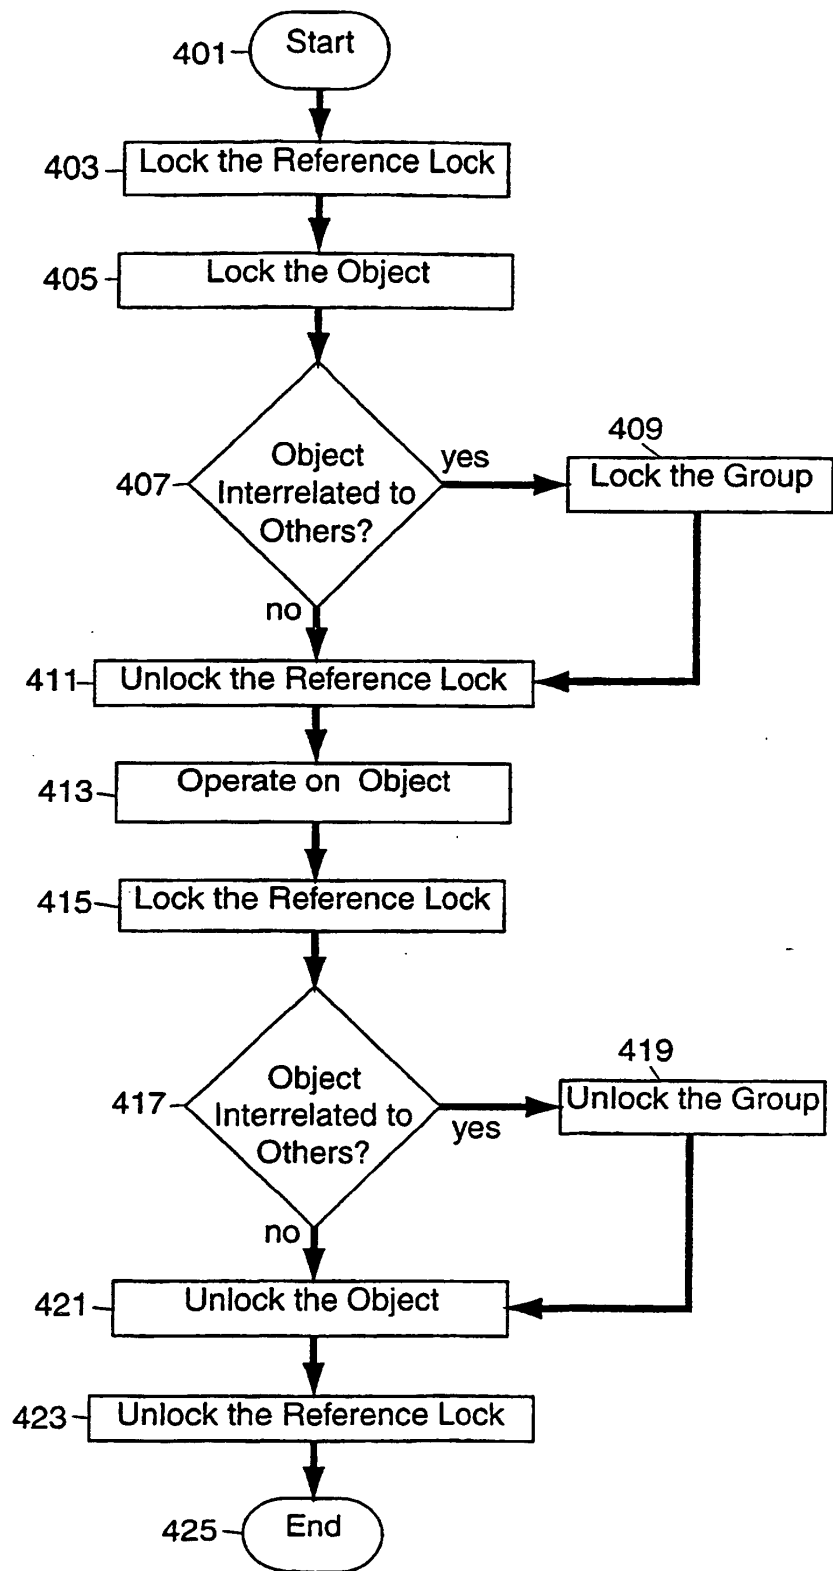 401
Start
403
Lock the Reference Lock
405
Lock the Object
407
Object
Interrelated to
Others?
yes
409
Lock the Group
no
411
Unlock the Reference Lock
413
Operate on Object
415
Lock the Reference Lock
417
Object
Interrelated to
Others?
yes
419
Unlock the Group
no
421
Unlock the Object
423
Unlock the Reference Lock
425
End